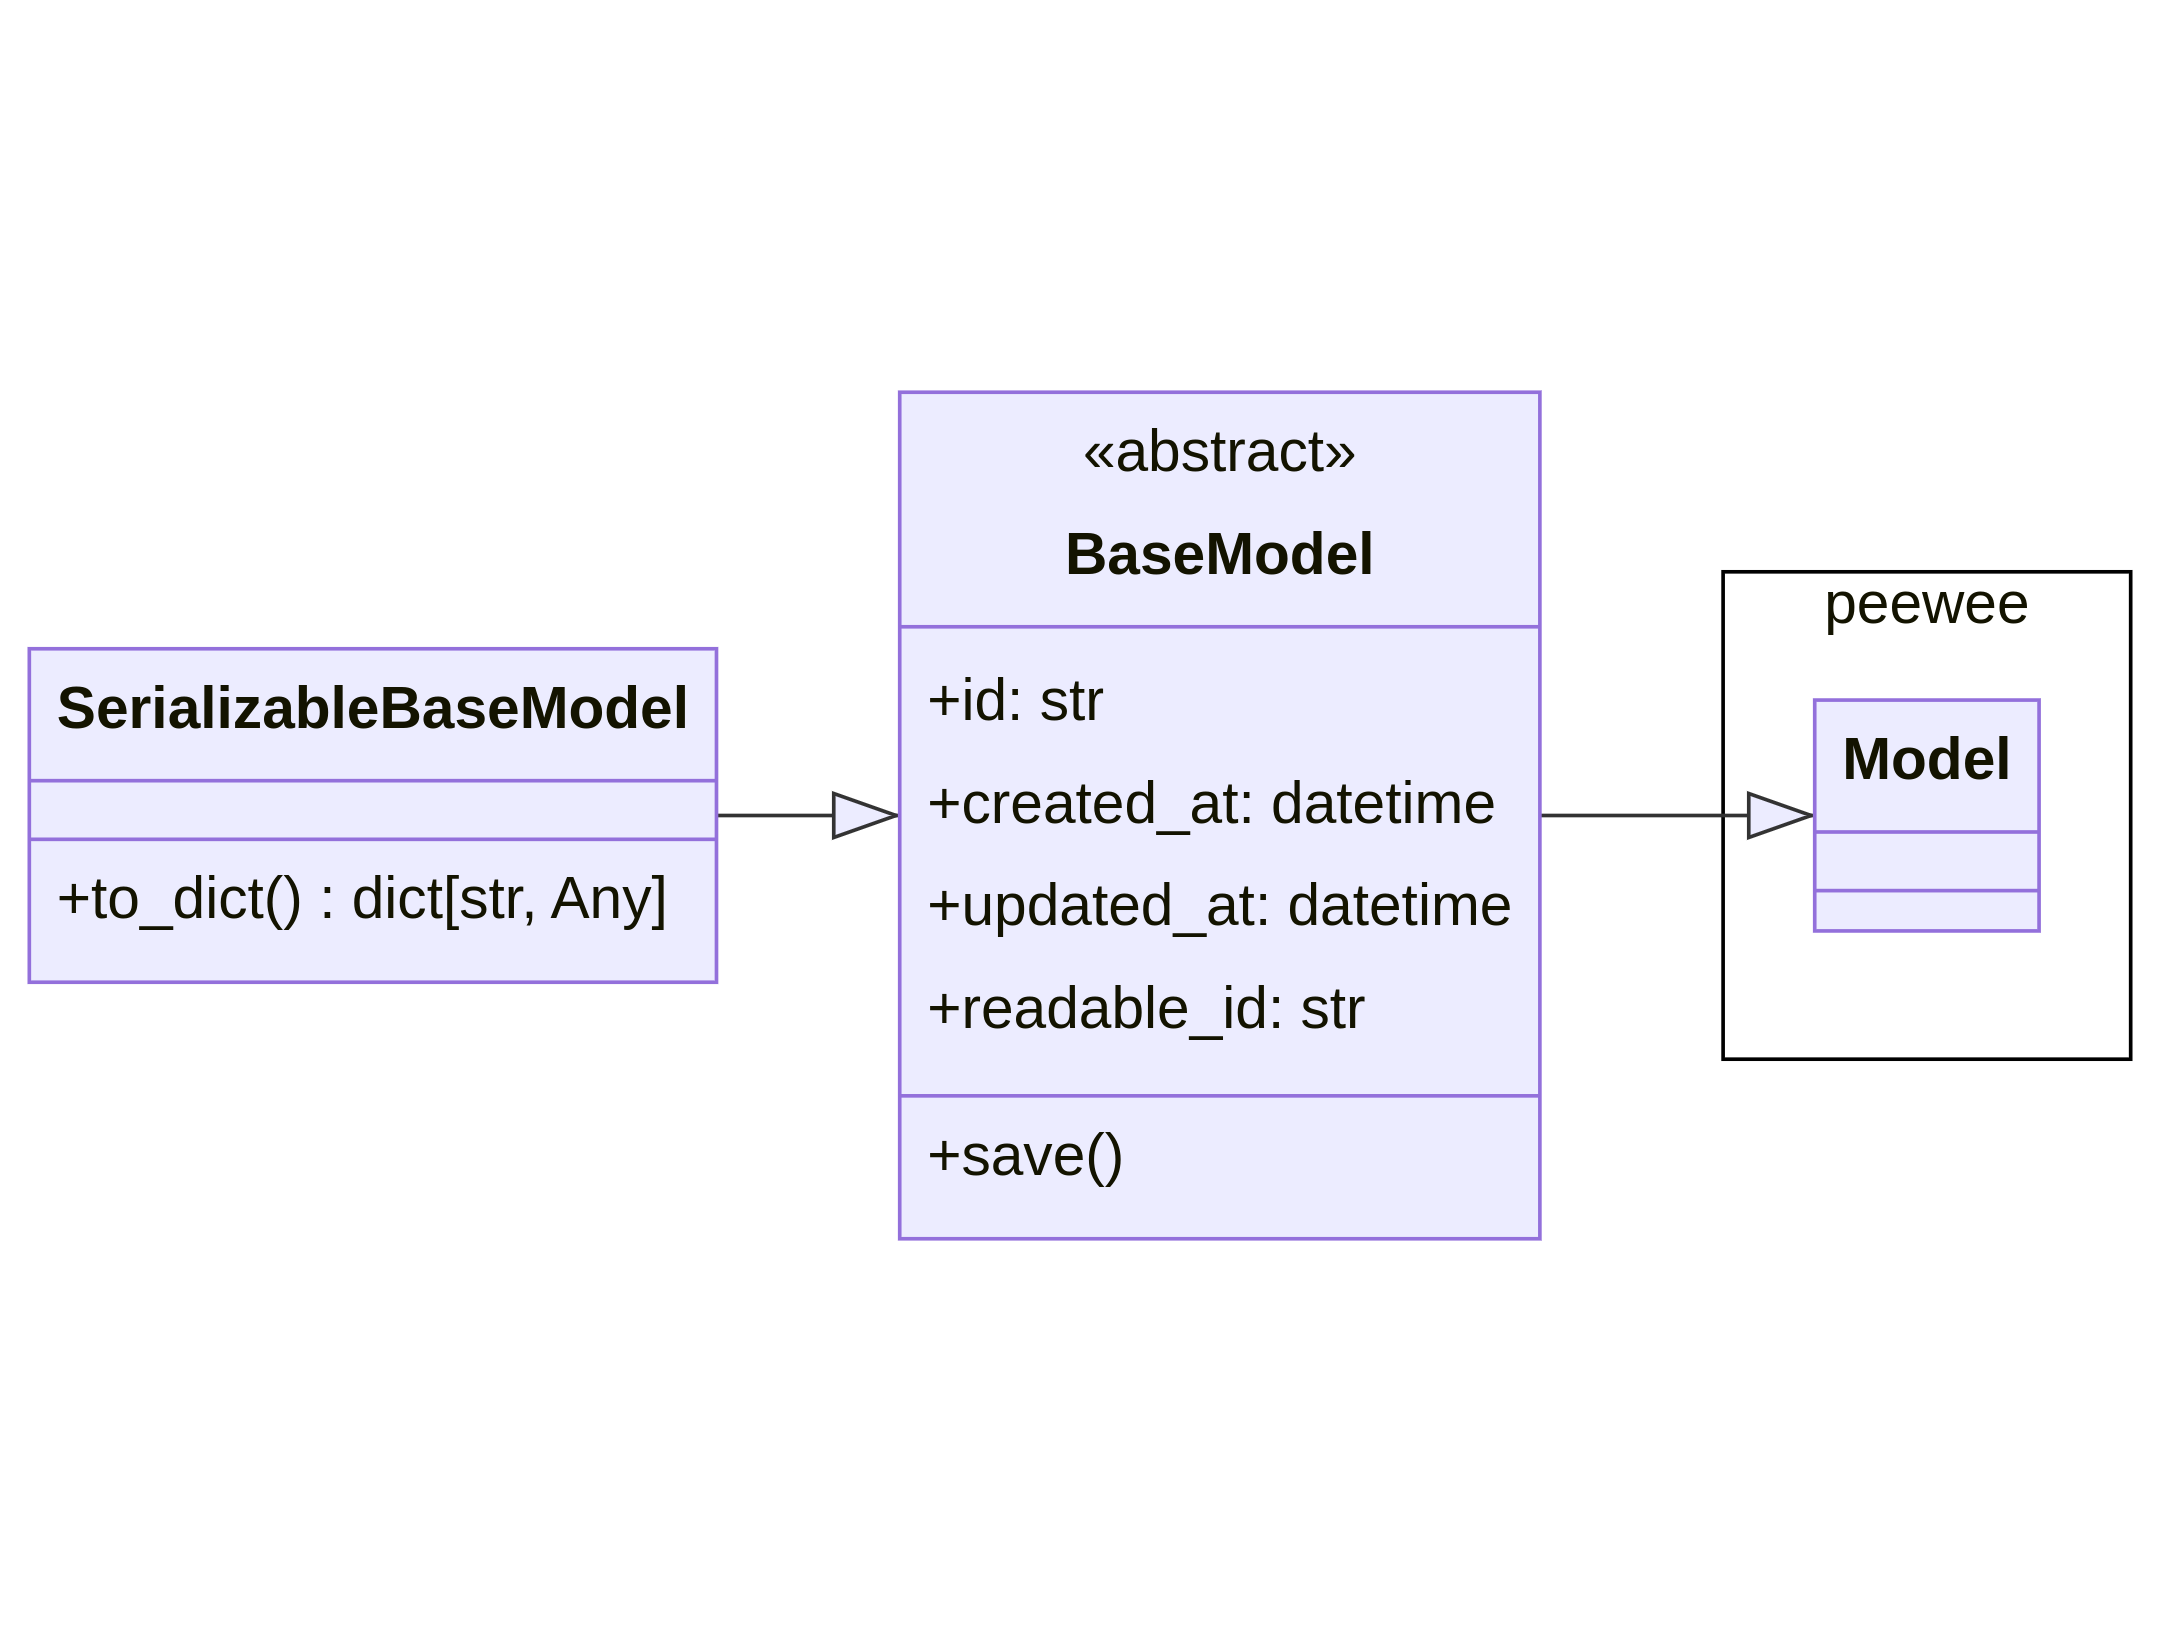 SerializableBaseModel
+to_dict() : dict[str, Any]
«abstract»
BaseModel
+id: str
+created_at: datetime
+updated_at: datetime
+readable_id: str
+save()
peewee
Model